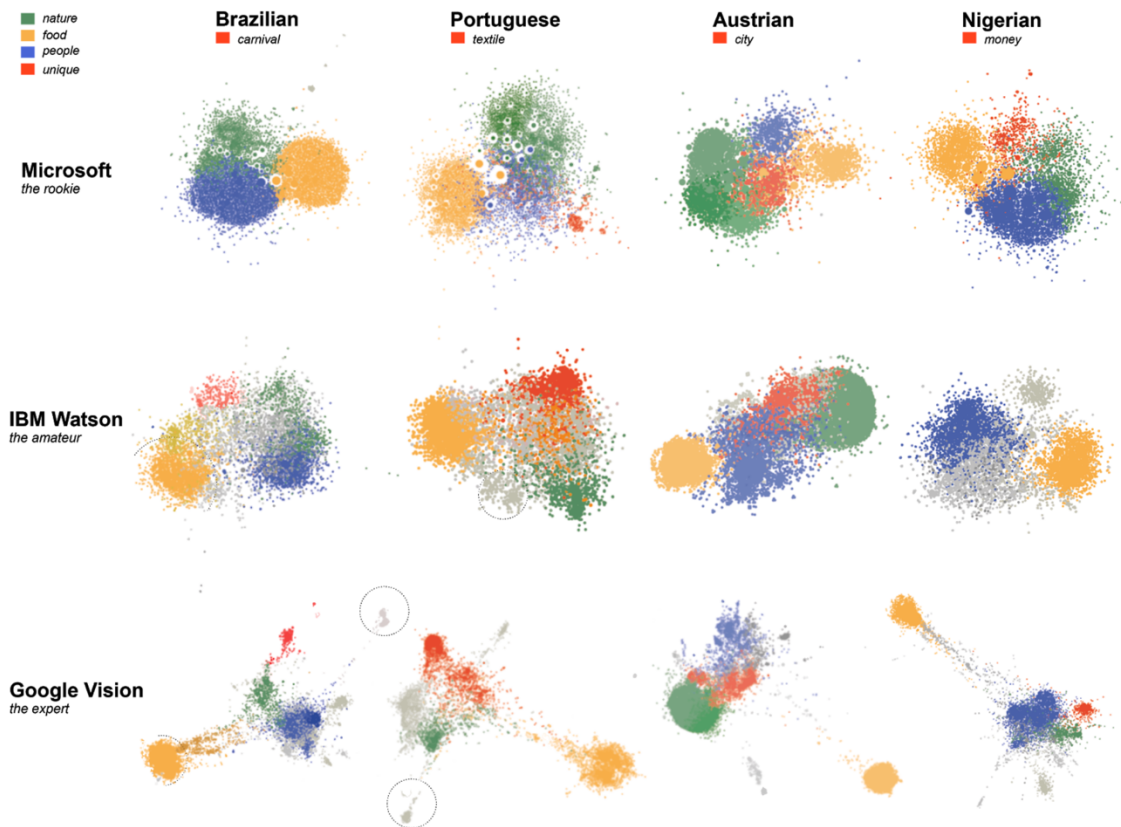 nature
food
people
unique
Brazilian
carnival
Portuguese
textile
Austrian
city
Nigerian
money
Microsoft
the rookie
IBM Watson
the amateur
Google Vision
the expert